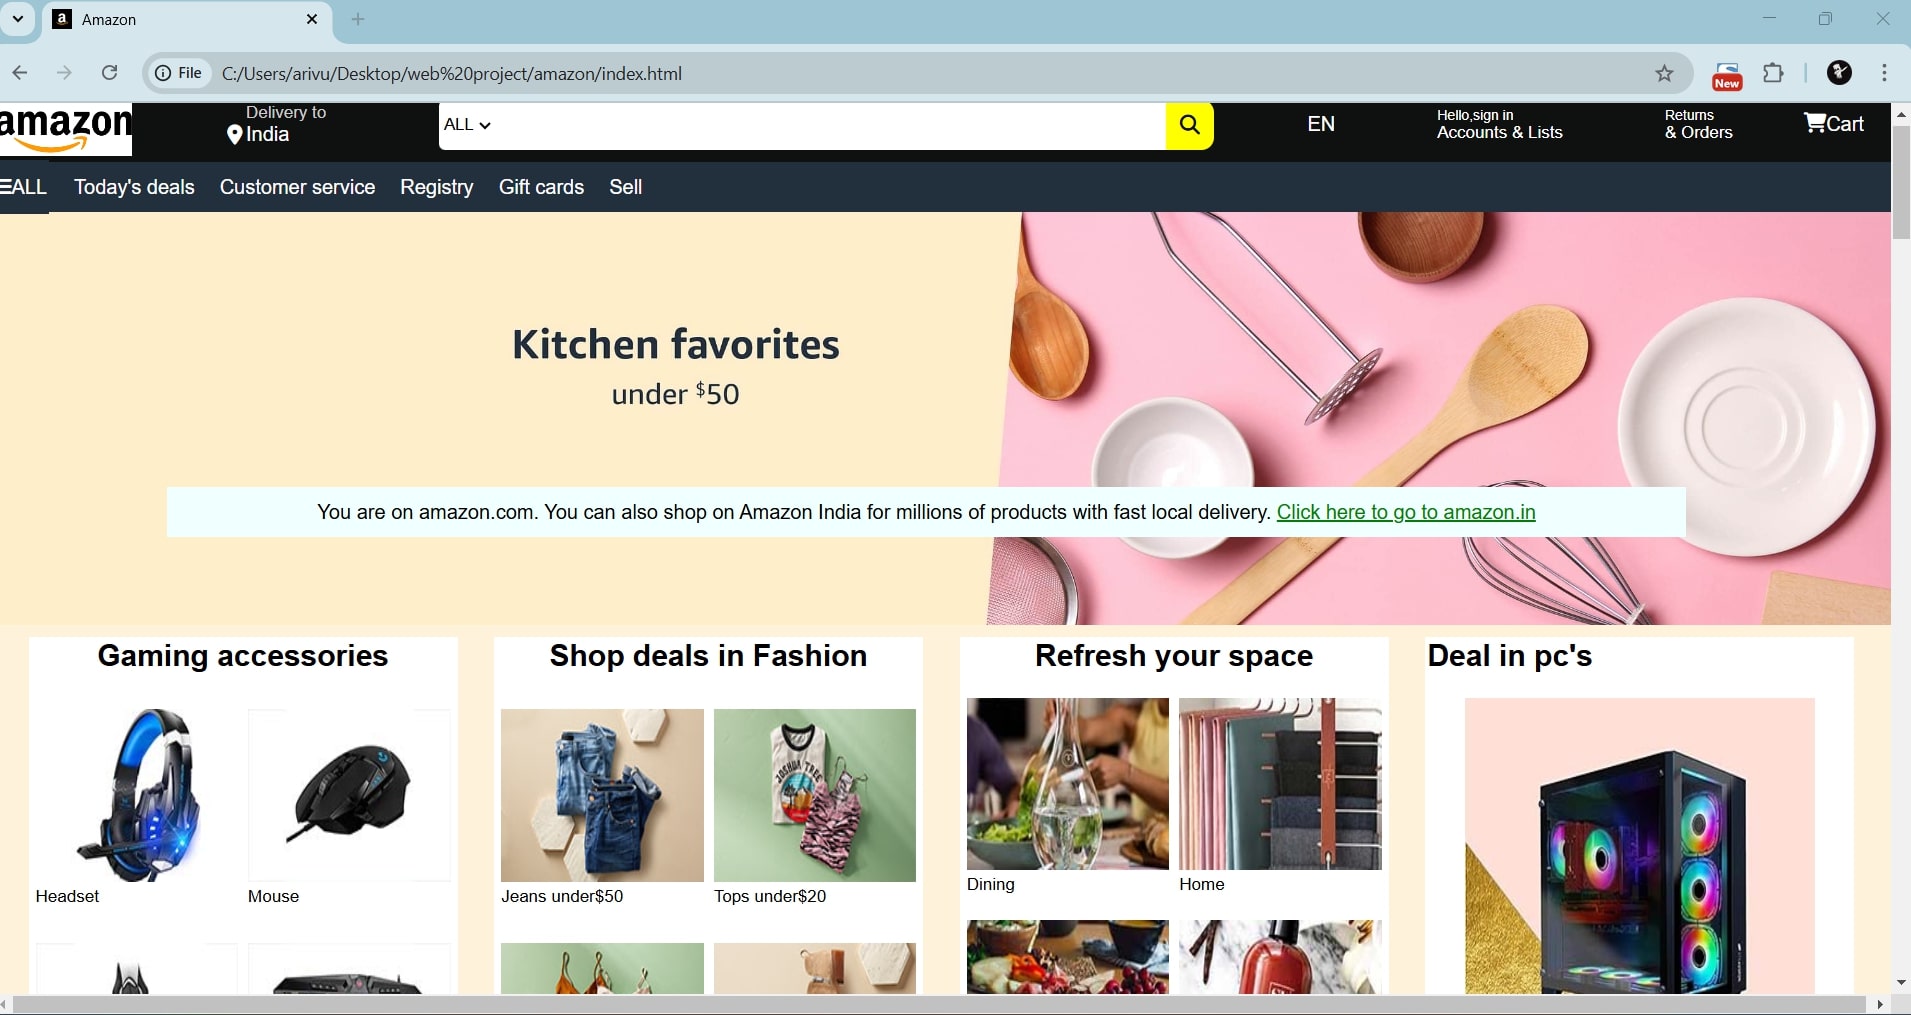 Amazon
File C:/Users/arivu/Desktop/web%20project/amazon/index.html
New
amazon
Delivery to
India
ALL
EN
Hello,sign in
Accounts & Lists
Returns
& Orders
Cart
ALL Today's deals Customer service Registry Gift cards Sell
Kitchen favorites
under $50
You are on amazon.com. You can also shop on Amazon India for millions of products with fast local delivery. Click here to go to amazon.in
Gaming accessories
Headset
Mouse
Shop deals in Fashion
JOSHUA TREE
Jeans under$50
Tops under$20
Refresh your space
Dining
Home
Deal in pc's